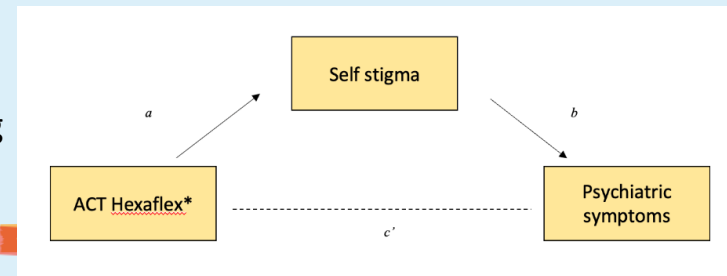 Self stigma
a
b
g
ACT Hexaflex*
Psychiatric
symptoms
c'